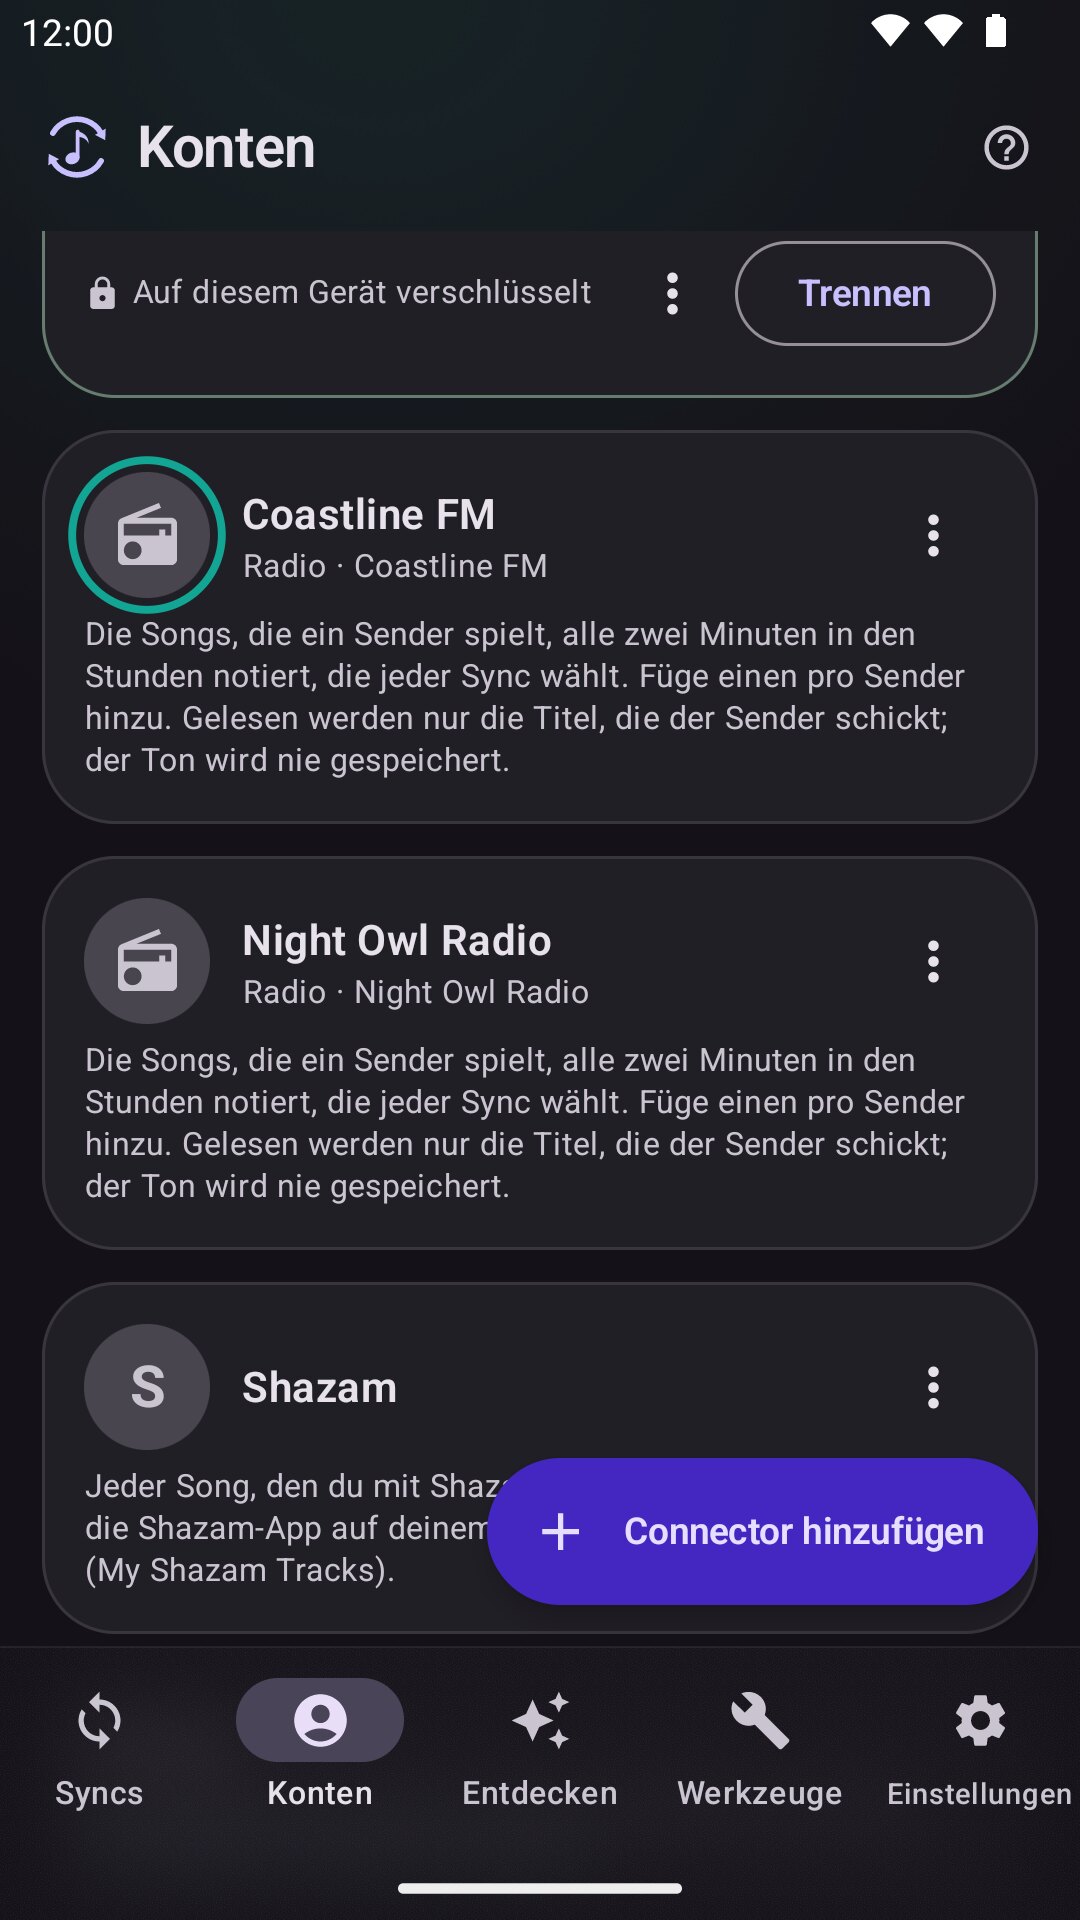 12:00
Konten
Auf diesem Gerät verschlüsselt
Trennen
Coastline FM
Radio · Coastline FM
Die Songs, die ein Sender spielt, alle zwei Minuten in den
Stunden notiert, die jeder Sync wählt. Füge einen pro Sender
hinzu. Gelesen werden nur die Titel, die der Sender schickt;
der Ton wird nie gespeichert.
Night Owl Radio
Radio · Night Owl Radio
Die Songs, die ein Sender spielt, alle zwei Minuten in den
Stunden notiert, die jeder Sync wählt. Füge einen pro Sender
hinzu. Gelesen werden nur die Titel, die der Sender schickt;
der Ton wird nie gespeichert.
S
Shazam
Jeder Song, den du mit
die Shazam-App auf
(My Shazam Tracks).
Connector hinzufügen
Syncs
Konten
Entdecken
Werkzeuge
Einstellungen